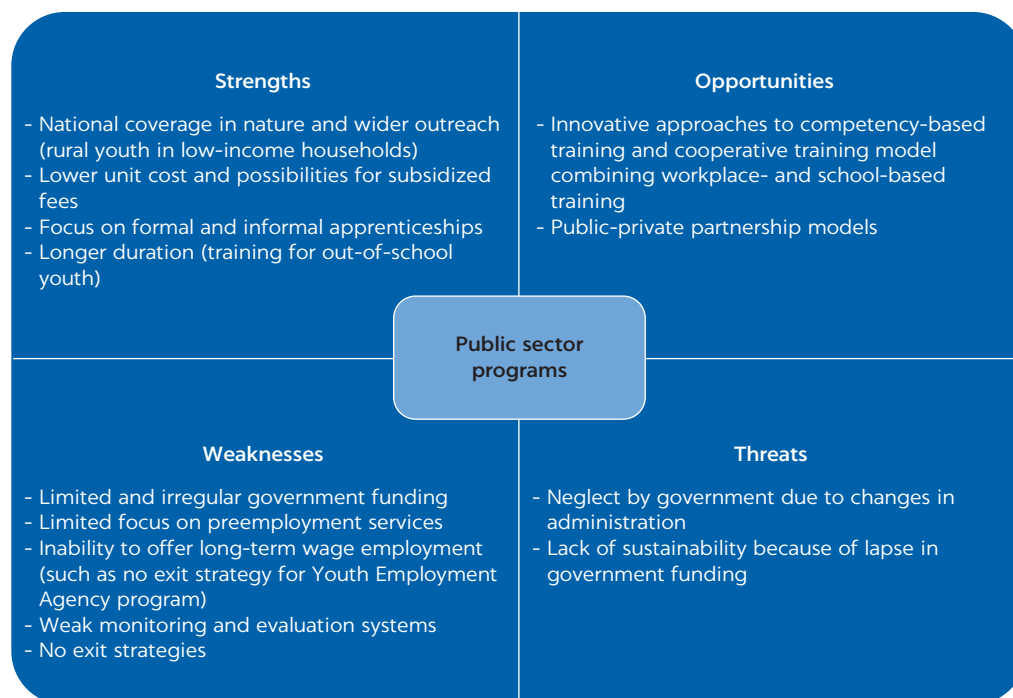 Strengths
- National coverage in nature and wider outreach
(rural youth in low-income households)
- Lower unit cost and possibilities for subsidized
fees
- Focus on formal and informal apprenticeships
- Longer duration (training for out-of-school
youth)
Opportunities
- Innovative approaches to competency-based
training and cooperative training model
combining workplace- and school-based
training
- Public-private partnership models
Public sector
programs
Weaknesses
- Limited and irregular government funding
- Limited focus on preemployment services
- Inability to offer long-term wage employment
(such as no exit strategy for Youth Employment
Agency program)
- Weak monitoring and evaluation systems
- No exit strategies
Threats
- Neglect by government due to changes in
administration
- Lack of sustainability because of lapse in
government funding